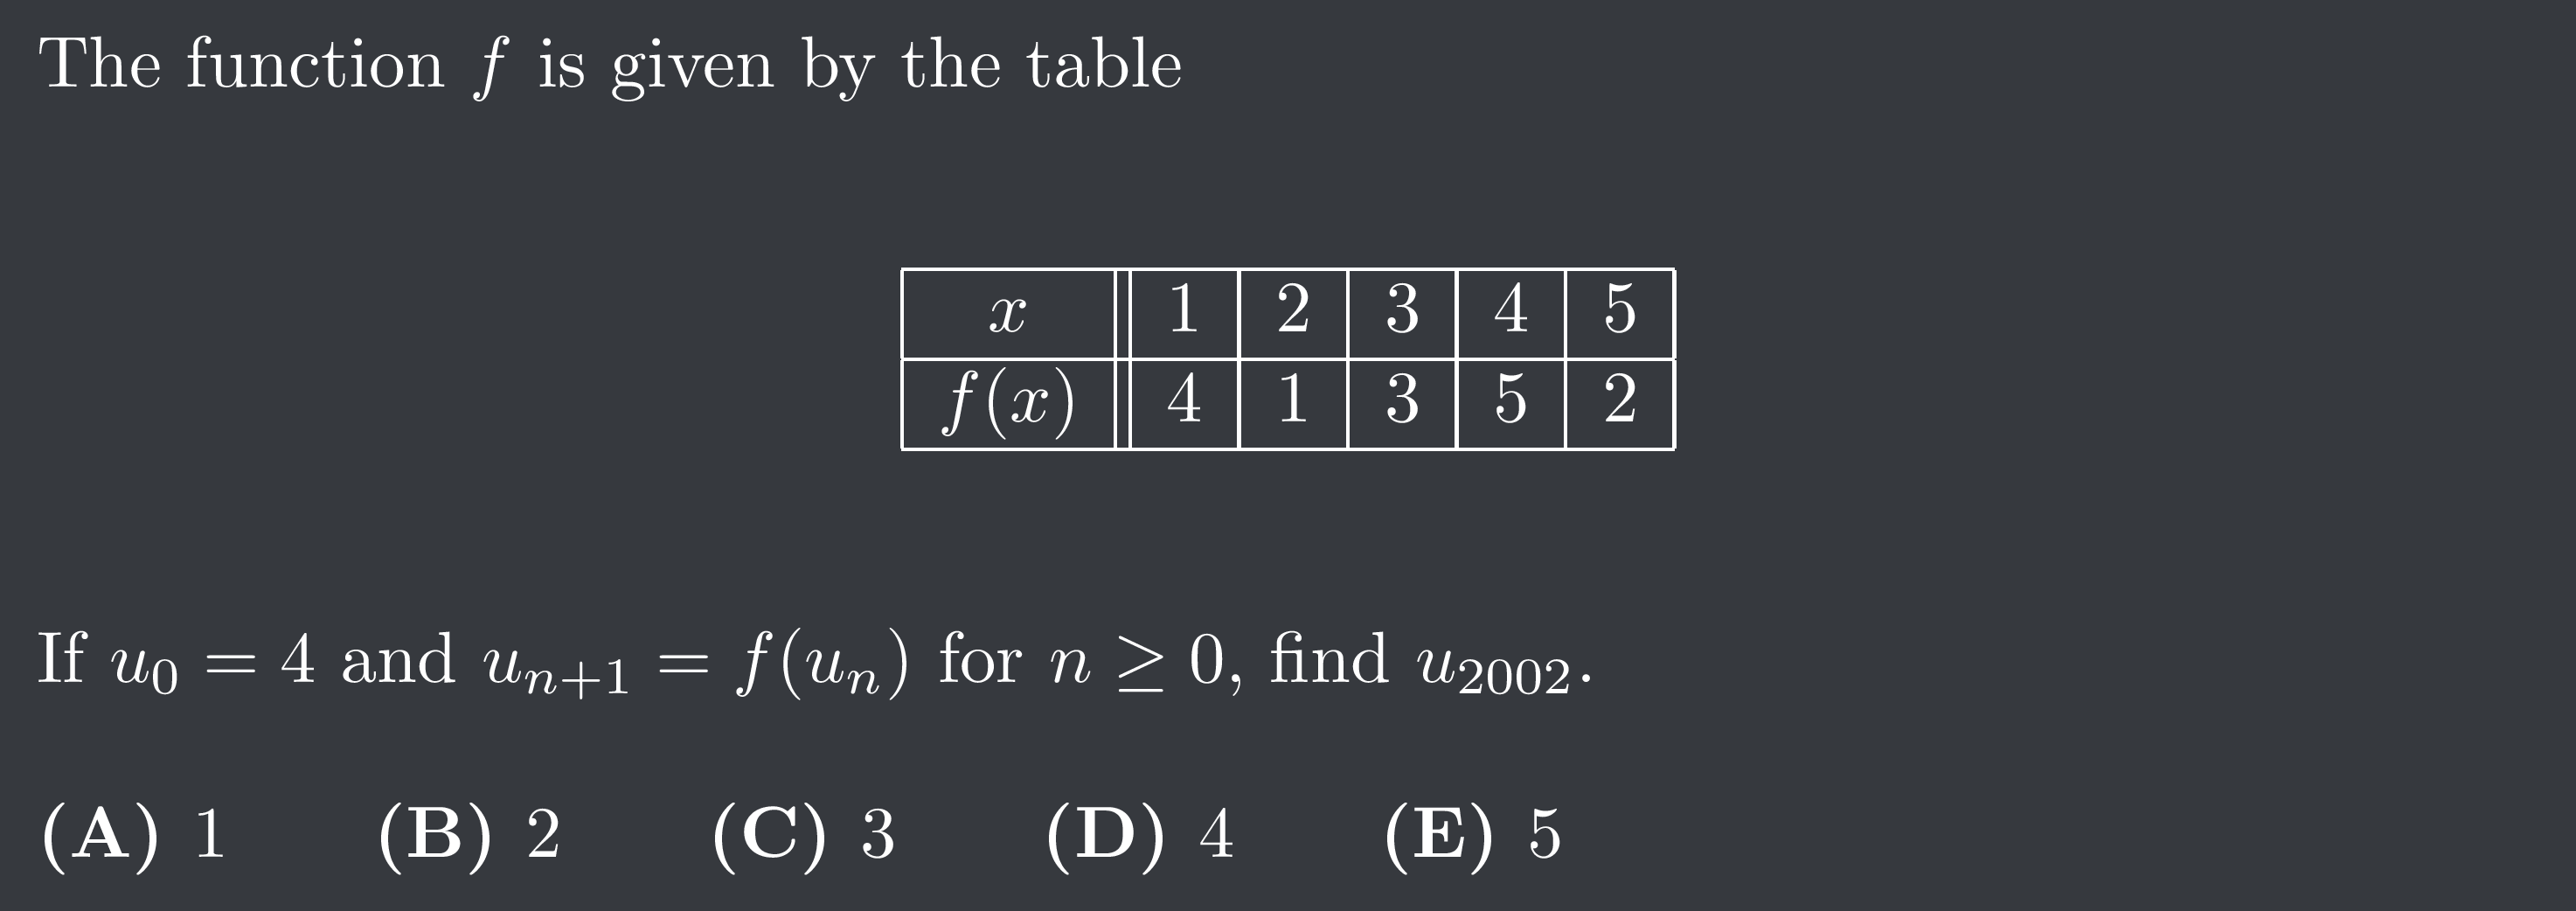 The function f is given by the table
x 1 2 3 4 5
f(x) 4 1 3 5 2
If u₀ = 4 and uₙ₊₁ = f(uₙ) for n ≥ 0, find u₂₀₀₂.
(A) 1 (B) 2 (C) 3 (D) 4 (E) 5